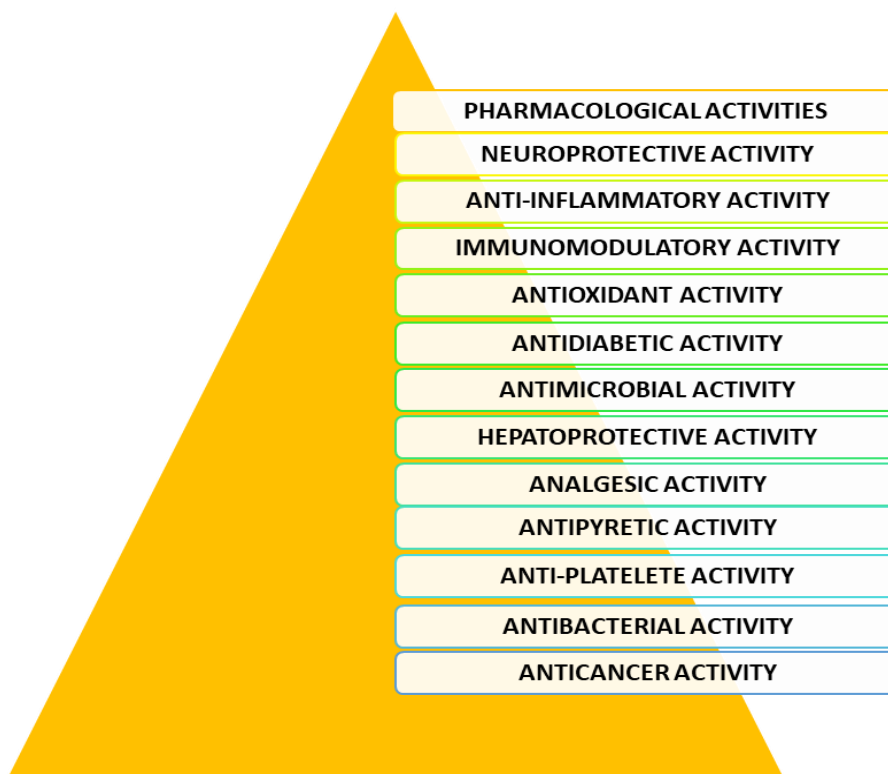 PHARMACOLOGICAL ACTIVITIES
NEUROPROTECTIVE ACTIVITY
ANTI-INFLAMMATORY ACTIVITY
IMMUNOMODULATORY ACTIVITY
ANTIOXIDANT ACTIVITY
ANTIDIABETIC ACTIVITY
ANTIMICROBIAL ACTIVITY
HEPATOPROTECTIVE ACTIVITY
ANALGESIC ACTIVITY
ANTIPYRETIC ACTIVITY
ANTI-PLATELETE ACTIVITY
ANTIBACTERIAL ACTIVITY
ANTICANCER ACTIVITY